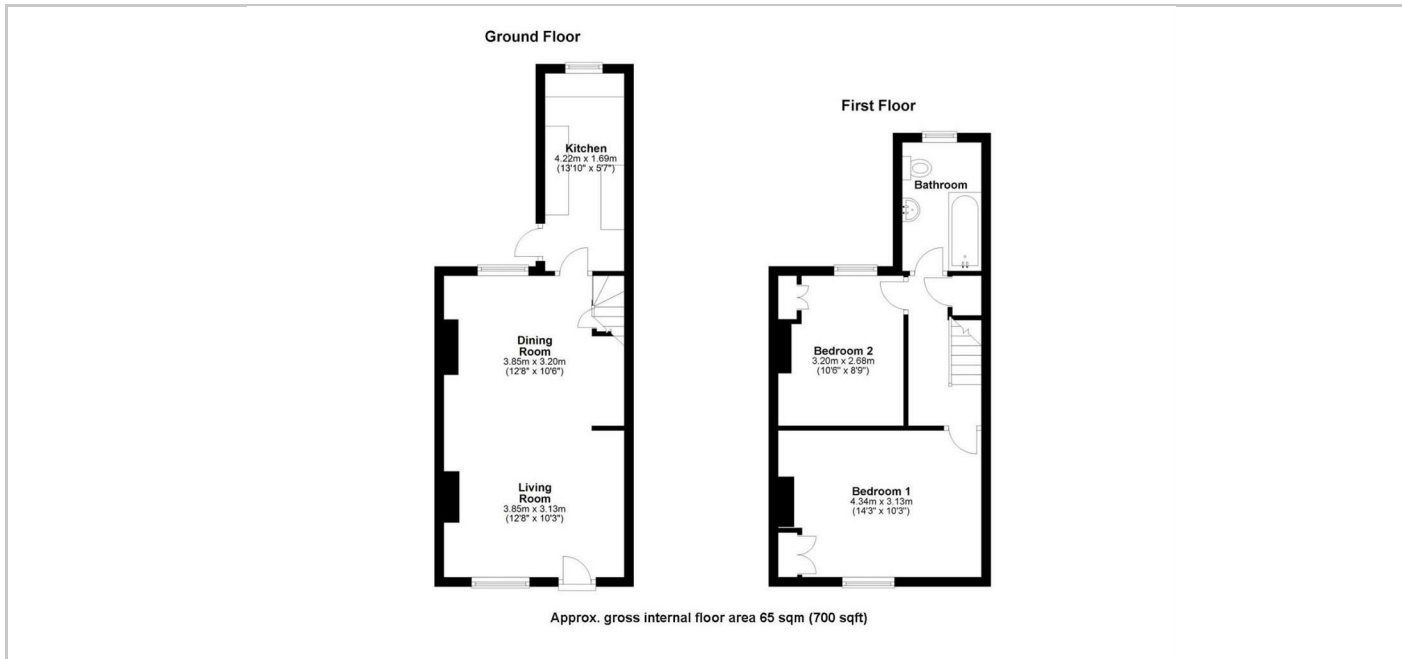 Ground Floor
Kitchen
4.22m x 1.69m
(13'10" x 5'7")
Dining
Room
3.85m x 3.20m
(12'8" x 10'6")
Living
Room
3.85m x 3.13m
(12'8" x 10'3")
First Floor
Bathroom
Bedroom 2
3.20m x 2.68m
(10'6" x 8'9")
Bedroom 1
4.34m x 3.13m
(14'3" x 10'3")
Approx. gross internal floor area 65 sqm (700 sqft)